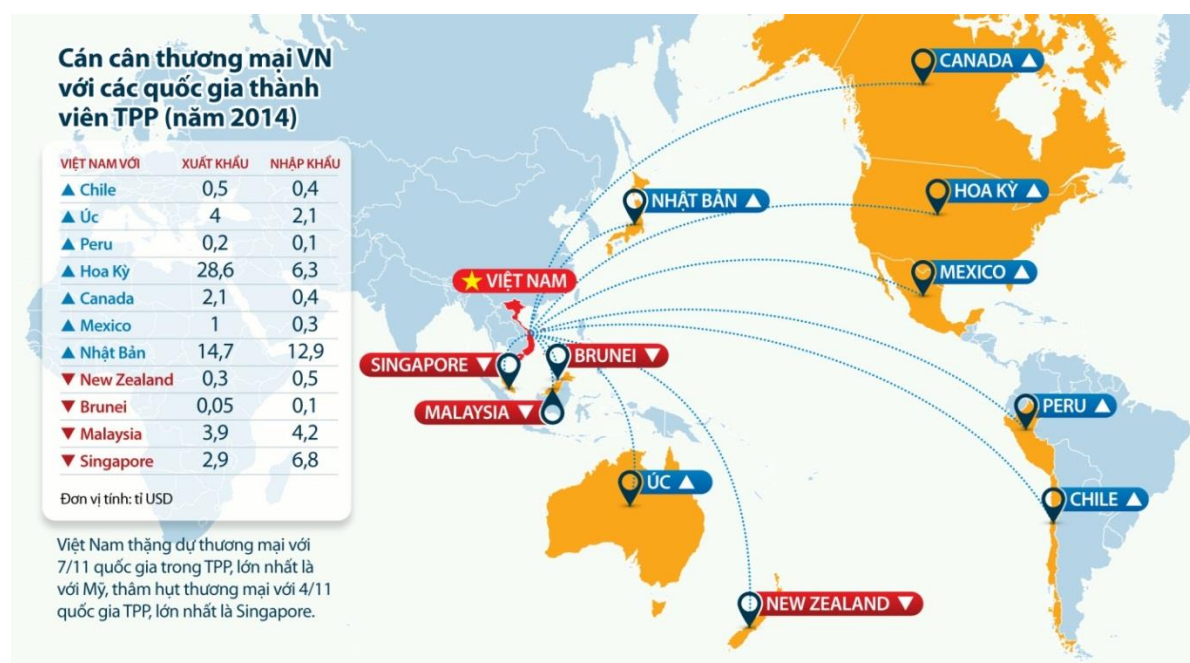 Cán cân thương mại VN
với các quốc gia thành
viên TPP (năm 2014)
VIỆT NAM VỚI XUẤT KHẨU NHẬP KHẨU
▲ Chile 0,5 0,4
▲ Úc 4 2,1
▲ Peru 0,2 0,1
▲ Hoa Kỳ 28,6 6,3
▲ Canada 2,1 0,4
▲ Mexico 1 0,3
▲ Nhật Bản 14,7 12,9
▼ New Zealand 0,3 0,5
▼ Brunei 0,05 0,1
▼ Malaysia 3,9 4,2
▼ Singapore 2,9 6,8
Đơn vị tính: tỉ USD
Việt Nam thặng dự thương mại với
7/11 quốc gia trong TPP, lớn nhất là
với Mỹ, thâm hụt thương mại với 4/11
quốc gia TPP, lớn nhất là Singapore.
CANADA ▲
HOA KỲ ▲
NHẬT BẢN ▲
MEXICO ▲
VIỆT NAM
BRUNEI ▼
SINGAPORE ▼
MALAYSIA ▼
PERU ▲
ÚC ▲
CHILE ▲
NEW ZEALAND ▼